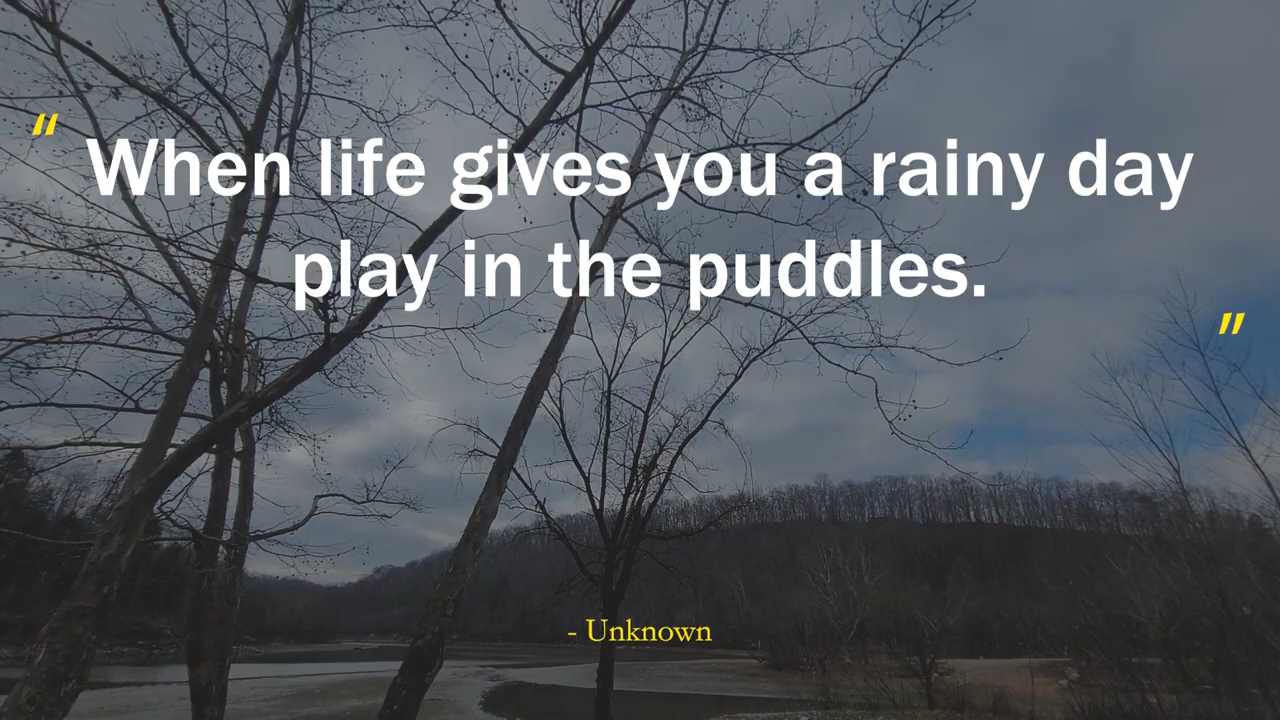 “ When life gives you a rainy day
play in the puddles. ”
- Unknown